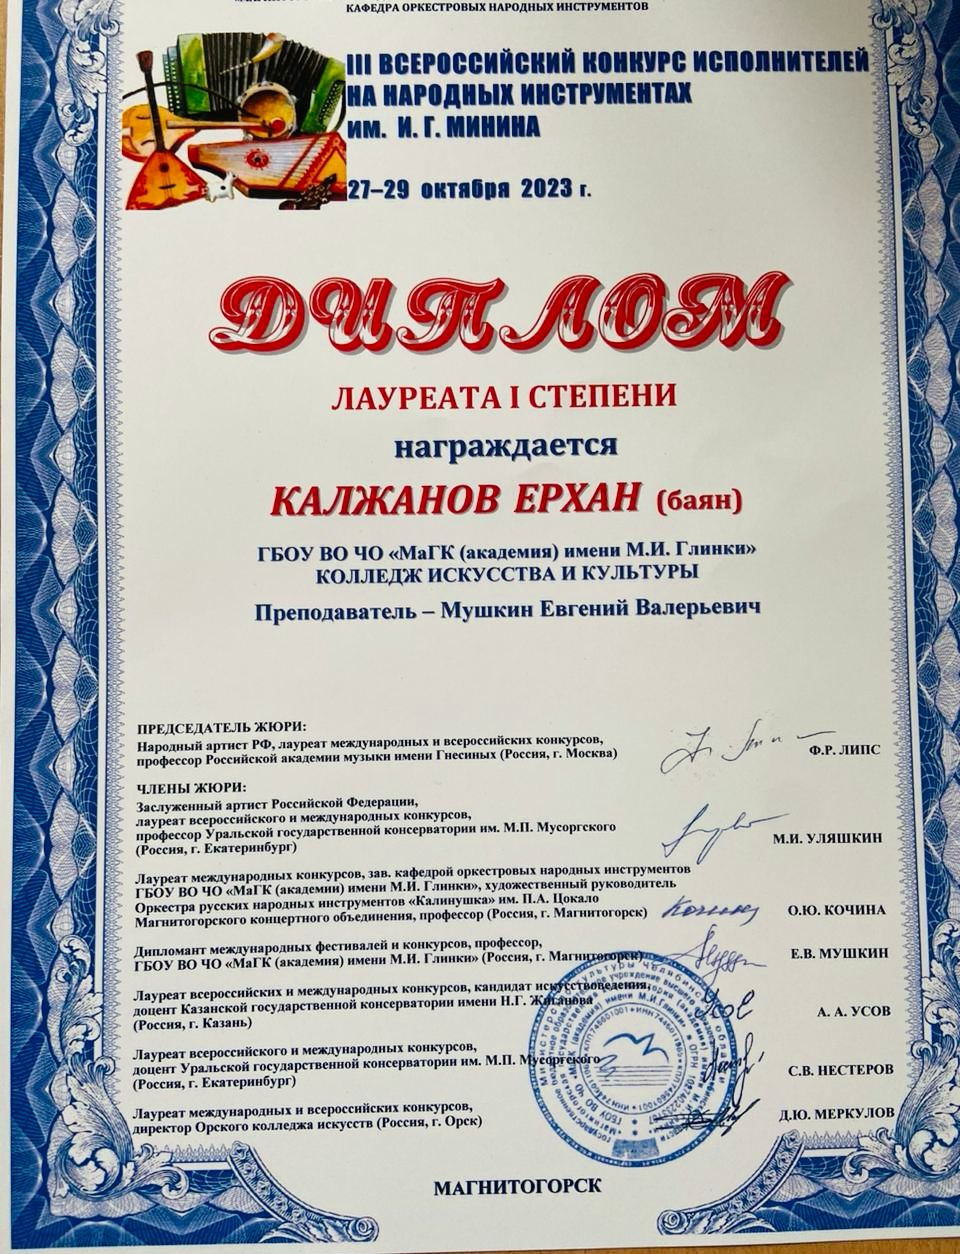 КАФЕДРА ОРКЕСТРОВЫХ НАРОДНЫХ ИНСТРУМЕНТОВ
III ВСЕРОССИЙСКИЙ КОНКУРС ИСПОЛНИТЕЛЕЙ
НА НАРОДНЫХ ИНСТРУМЕНТАХ
им. И. Г. МИНИНА
27–29 октября 2023 г.
ДИПЛОМ
ЛАУРЕАТА I СТЕПЕНИ
награждается
КАЛЖАНОВ ЕРХАН (баян)
ГБОУ ВО ЧО «МаГК (академия) имени М.И. Глинки»
КОЛЛЕДЖ ИСКУССТВА И КУЛЬТУРЫ
Преподаватель – Мушкин Евгений Валерьевич
ПРЕДСЕДАТЕЛЬ ЖЮРИ:
Народный артист РФ, лауреат международных и всероссийских конкурсов,
профессор Российской академии музыки имени Гнесиных (Россия, г. Москва)
Ф.Р. ЛИПС
ЧЛЕНЫ ЖЮРИ:
Заслуженный артист Российской Федерации,
лауреат всероссийского и международных конкурсов,
профессор Уральской государственной консерватории им. М.П. Мусоргского
(Россия, г. Екатеринбург)
М.И. УЛЯШКИН
Лауреат международных конкурсов, зав. кафедрой оркестровых народных инструментов
ГБОУ ВО ЧО «МаГК (академии) имени М.И. Глинки», художественный руководитель
Оркестра русских народных инструментов «Калинушка» им. П.А. Цокало
Магнитогорского концертного объединения, профессор (Россия, г. Магнитогорск)
О.Ю. КОЧИНА
Дипломант международных фестивалей и конкурсов, профессор,
ГБОУ ВО ЧО «МаГК (академия) имени М.И. Глинки» (Россия, г. Магнитогорск)
Е.В. МУШКИН
Лауреат всероссийских и международных конкурсов, кандидат искусствоведения,
доцент Казанской государственной консерватории имени Н.Г. Жиганова
(Россия, г. Казань)
А. А. УСОВ
Лауреат всероссийского и международных конкурсов,
доцент Уральской государственной консерватории им. М.П. Мусоргского
(Россия, г. Екатеринбург)
С.В. НЕСТЕРОВ
Лауреат международных и всероссийских конкурсов,
директор Орского колледжа искусств (Россия, г. Орск)
Д.Ю. МЕРКУЛОВ
МАГНИТОГОРСК